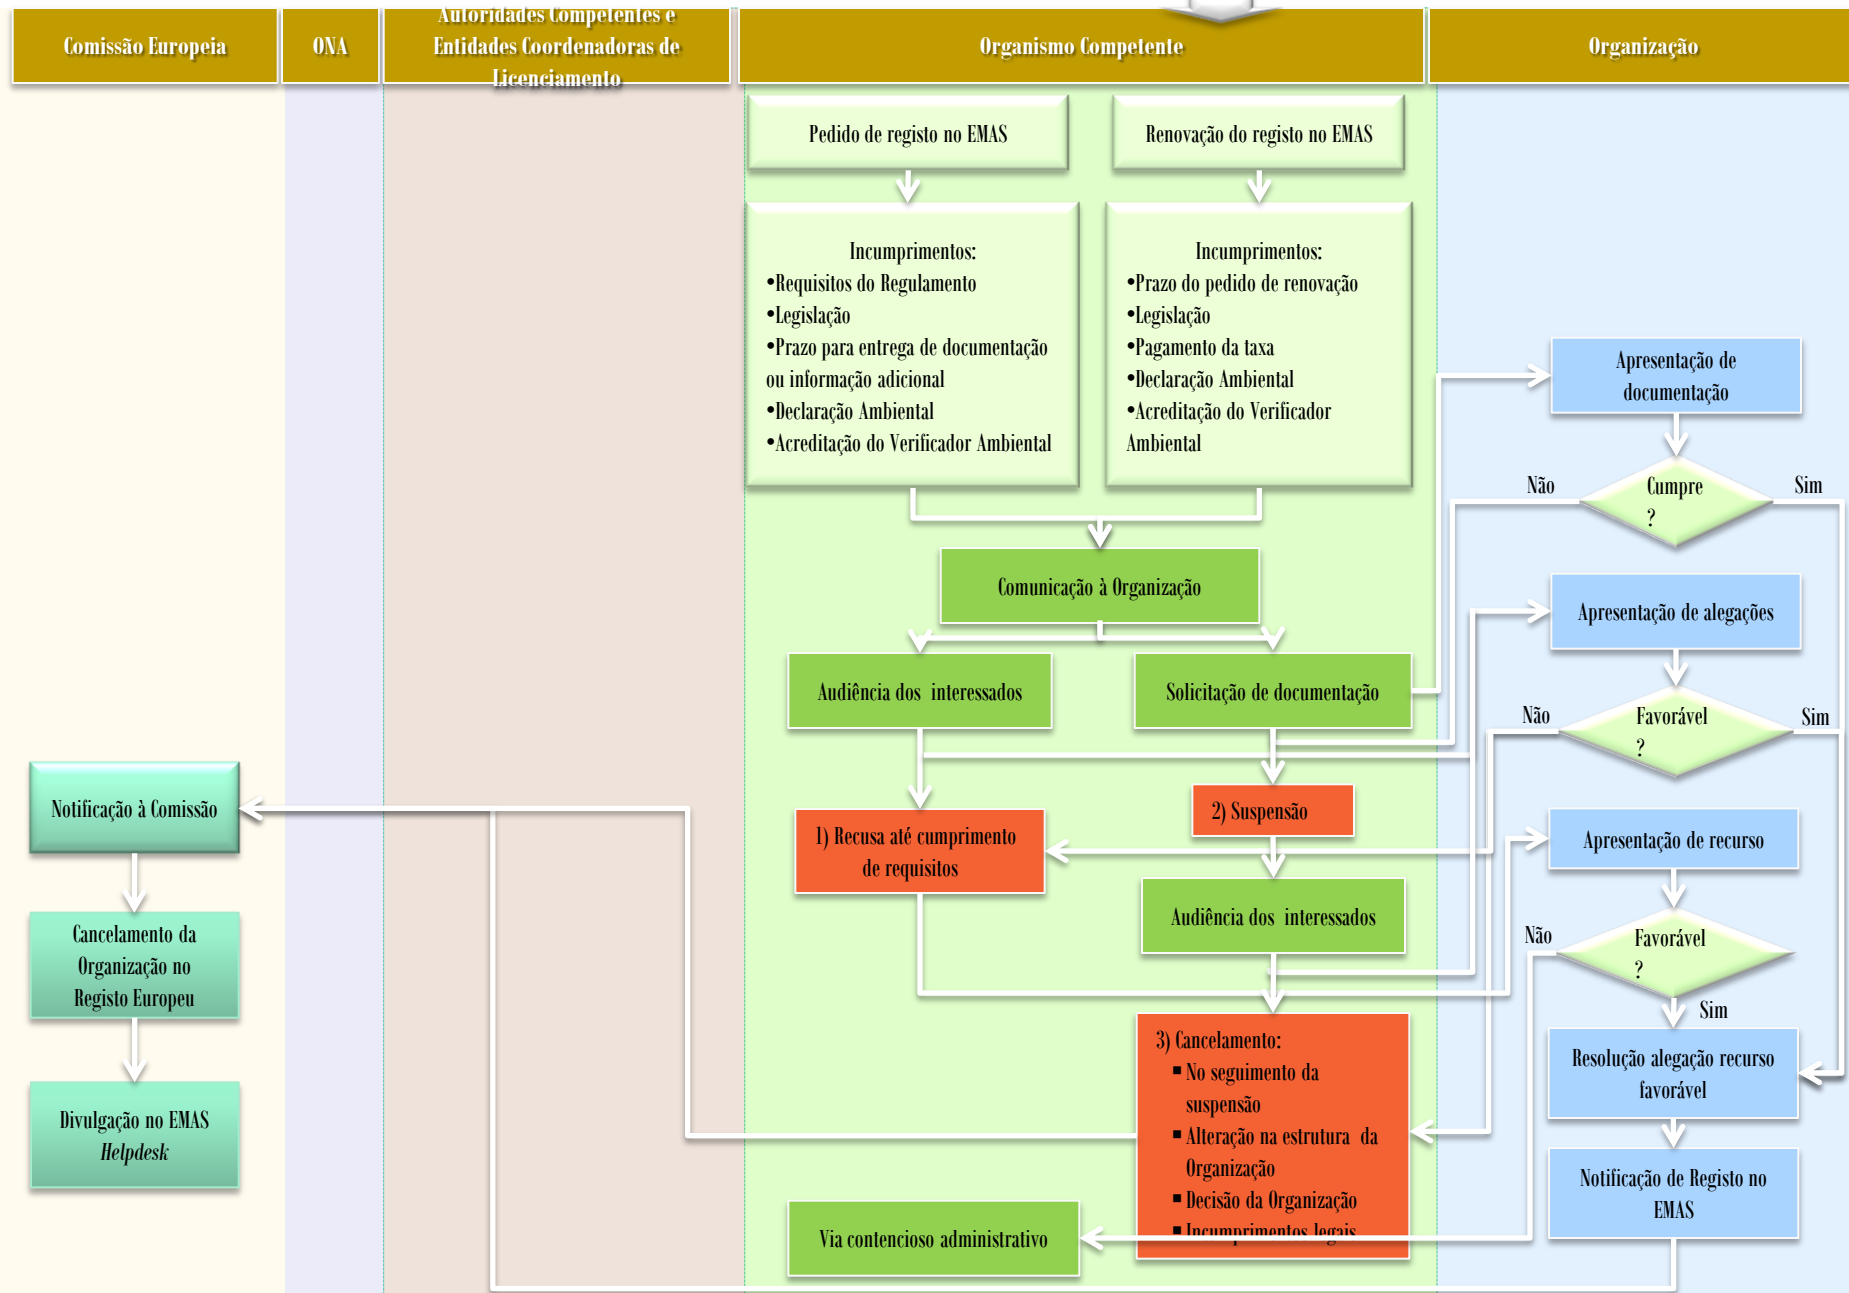 Comissão Europeia
ONA
Autoridades Competentes e
Entidades Coordenadoras de
Licenciamento
Organismo Competente
Organização
Pedido de registo no EMAS
Renovação do registo no EMAS
Incumprimentos:
•Requisitos do Regulamento
•Legislação
•Prazo para entrega de documentação
ou informação adicional
•Declaração Ambiental
•Acreditação do Verificador Ambiental
Incumprimentos:
•Prazo do pedido de renovação
•Legislação
•Pagamento da taxa
•Declaração Ambiental
•Acreditação do Verificador
Ambiental
Apresentação de
documentação
Não
Cumpre
?
Sim
Comunicação à Organização
Apresentação de alegações
Audiência dos interessados
Solicitação de documentação
Não
Favorável
?
Sim
Notificação à Comissão
1) Recusa até cumprimento
de requisitos
2) Suspensão
Apresentação de recurso
Audiência dos interessados
Cancelamento da
Organização no
Registo Europeu
Não
Favorável
?
Sim
3) Cancelamento:
▪ No seguimento da
suspensão
▪ Alteração na estrutura da
Organização
▪ Decisão da Organização
▪ Incumprimentos legais
Resolução alegação recurso
favorável
Divulgação no EMAS
Helpdesk
Notificação de Registo no
EMAS
Via contencioso administrativo